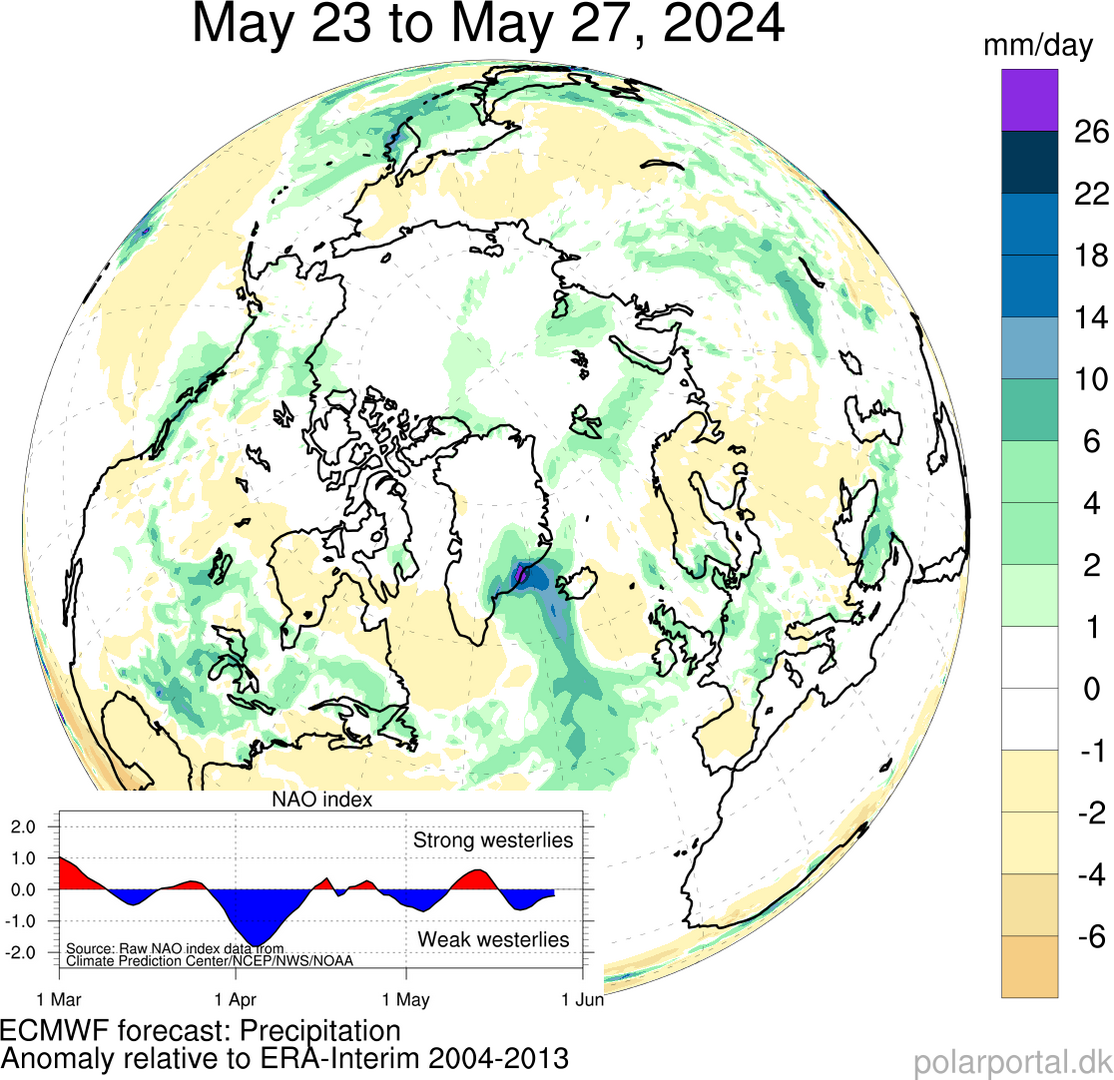 May 23 to May 27, 2024
mm/day
26
22
18
14
10
6
4
2
1
0
-1
-2
-4
-6
NAO index
2.0
1.0
0.0
-1.0
-2.0
Strong westerlies
Weak westerlies
Source: Raw NAO index data from
Climate Prediction Center/NCEP/NWS/NOAA
1 Mar
1 Apr
1 May
1 Jun
ECMWF forecast: Precipitation
Anomaly relative to ERA-Interim 2004-2013
polarportal.dk